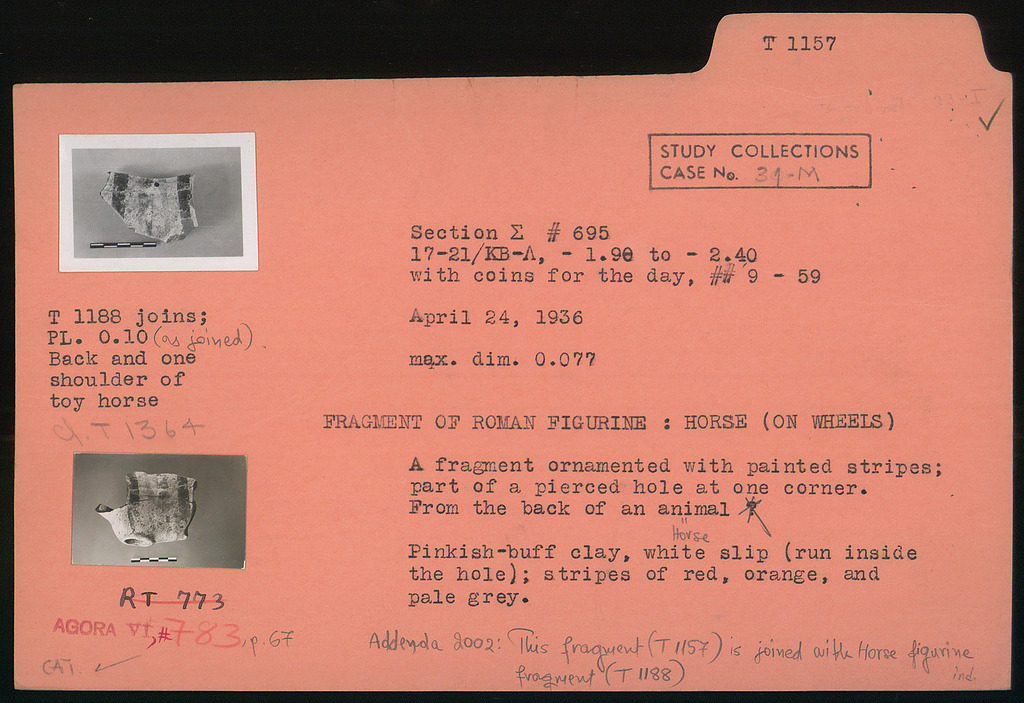 T 1157
STUDY COLLECTIONS
CASE No. 31-M
Section Σ # 695
17-21/KB-Λ, - 1.90 to - 2.40
with coins for the day, ## 9 - 59
April 24, 1936
max. dim. 0.077
T 1188 joins;
PL. 0.10 (as joined).
Back and one
shoulder of
toy horse
cf. T 1364
FRAGMENT OF ROMAN FIGURINE : HORSE (ON WHEELS)
A fragment ornamented with painted stripes;
part of a pierced hole at one corner.
From the back of an animal
Horse
Pinkish-buff clay, white slip (run inside
the hole); stripes of red, orange, and
pale grey.
RT 773
AGORA VI, # 783, p. 67
CAT. ✓
Addenda 2002: This fragment (T 1157) is joined with Horse figurine
fragment (T 1188)
ind.